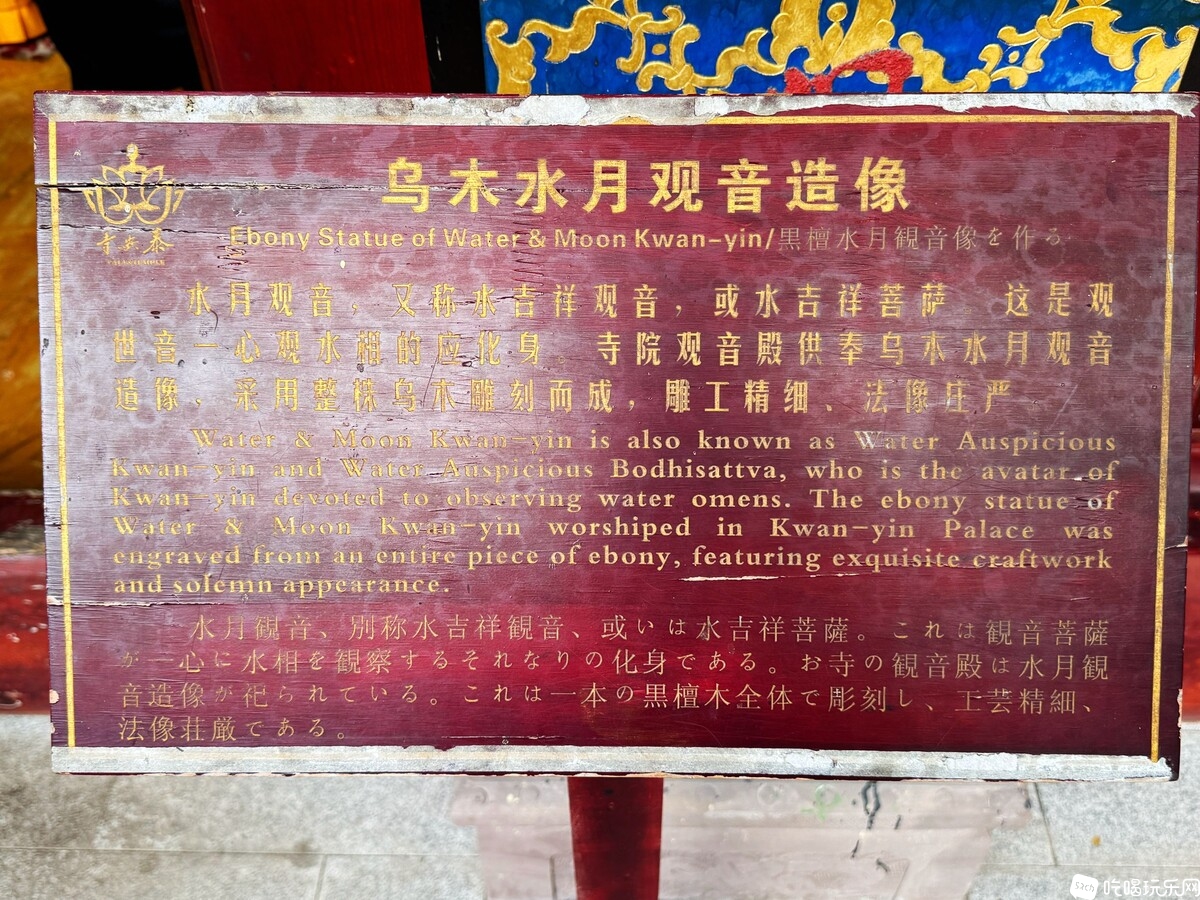 乌木水月观音造像
寺安泰
Ebony Statue of Water & Moon Kwan-yin/黒檀水月観音像を作る
水月观音，又称水吉祥观音，或水吉祥菩萨。这是观
世音一心观水相的应化身。寺院观音殿供奉乌木水月观音
造像，采用整株乌木雕刻而成，雕工精细、法像庄严
Water & Moon Kwan-yin is also known as Water Auspicious
Kwan-yin and Water Auspicious Bodhisattva, who is the avatar of
Kwan-yin devoted to observing water omens. The ebony statue of
Water & Moon Kwan-yin worshiped in Kwan-yin Palace was
engraved from an entire piece of ebony, featuring exquisite craftwork
and solemn appearance.
水月観音、別称水吉祥観音、或いは水吉祥菩薩。これは観音菩薩
が一心に水相を観察するそれなりの化身である。お寺の観音殿は水月観
音造像が祀られている。これは一本の黒檀木全体で彫刻し、工芸精細、
法像荘厳である。
吃喝玩乐网